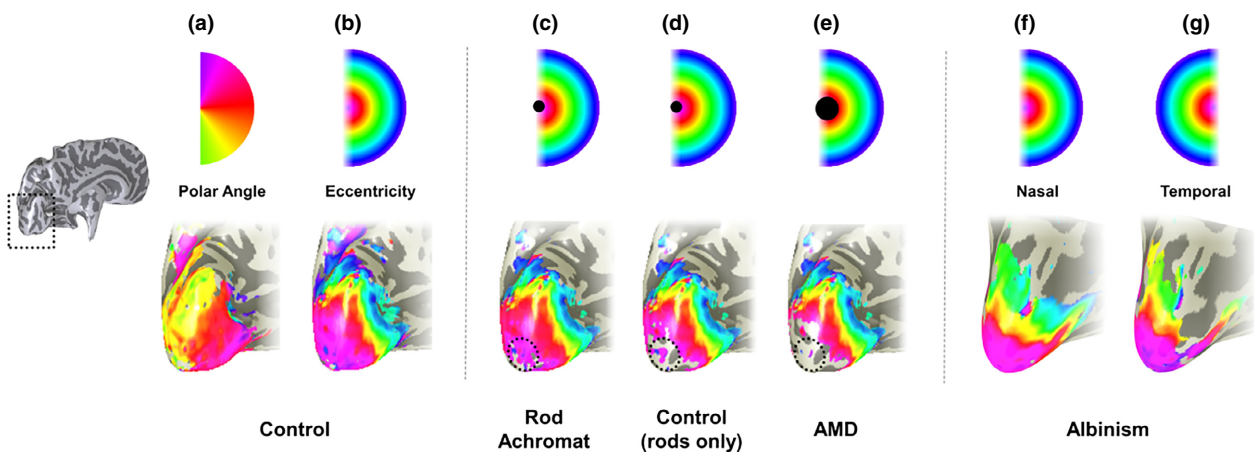 (a)
(b)
(c)
(d)
(e)
(f)
(g)
Polar Angle
Eccentricity
Nasal
Temporal
Control
Rod
Achromat
Control
(rods only)
AMD
Albinism